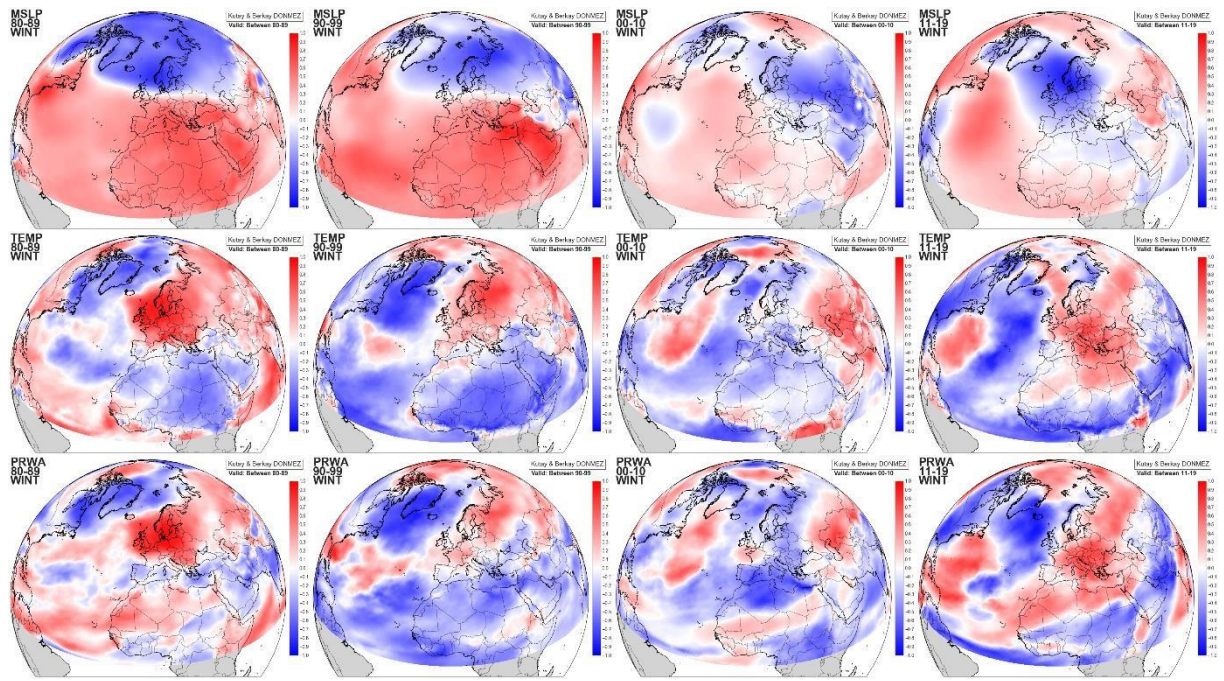 MSLP
80-89
WINT
Kutay & Berkay DONMEZ
Valid: Between 80-89
MSLP
90-99
WINT
Kutay & Berkay DONMEZ
Valid: Between 90-99
MSLP
00-10
WINT
Kutay & Berkay DONMEZ
Valid: Between 00-10
MSLP
11-19
WINT
Kutay & Berkay DONMEZ
Valid: Between 11-19
TEMP
80-89
WINT
Kutay & Berkay DONMEZ
Valid: Between 80-89
TEMP
90-99
WINT
Kutay & Berkay DONMEZ
Valid: Between 90-99
TEMP
00-10
WINT
Kutay & Berkay DONMEZ
Valid: Between 00-10
TEMP
11-19
WINT
Kutay & Berkay DONMEZ
Valid: Between 11-19
PRWA
80-89
WINT
Kutay & Berkay DONMEZ
Valid: Between 80-89
PRWA
90-99
WINT
Kutay & Berkay DONMEZ
Valid: Between 90-99
PRWA
00-10
WINT
Kutay & Berkay DONMEZ
Valid: Between 00-10
PRWA
11-19
WINT
Kutay & Berkay DONMEZ
Valid: Between 11-19